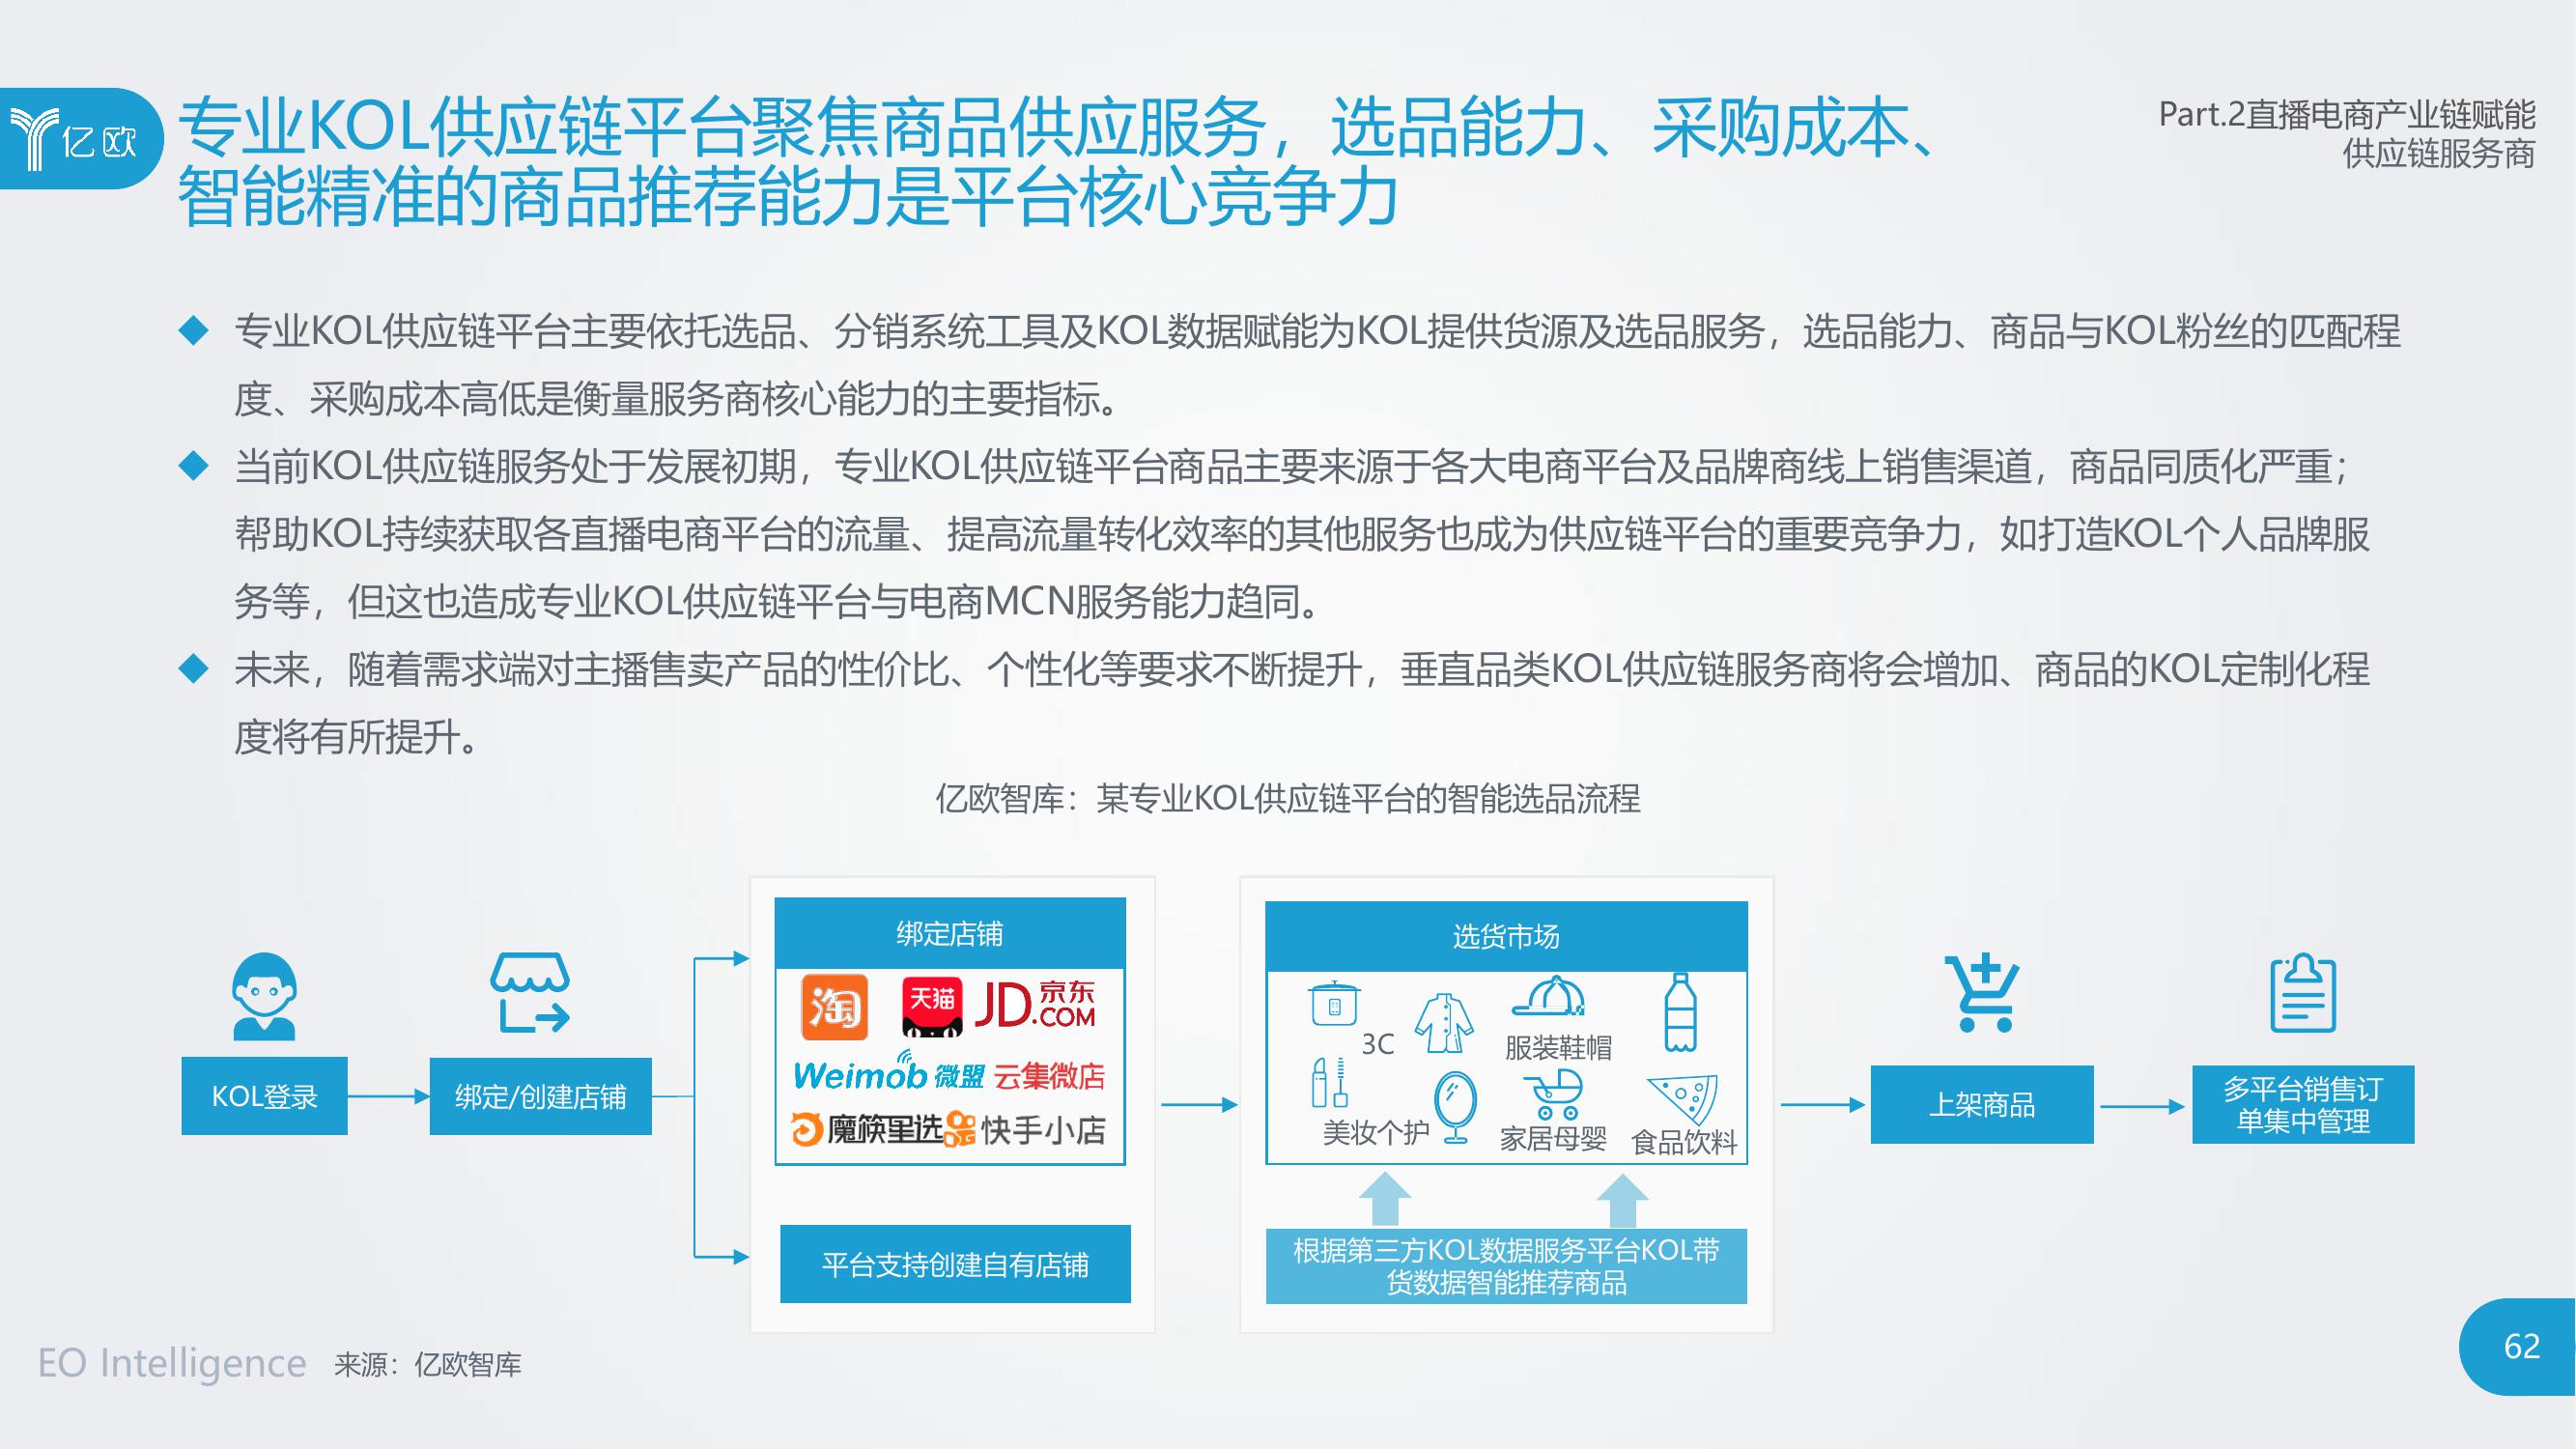 亿欧
专业KOL供应链平台聚焦商品供应服务，选品能力、采购成本、
智能精准的商品推荐能力是平台核心竞争力
Part.2直播电商产业链赋能
供应链服务商
专业KOL供应链平台主要依托选品、分销系统工具及KOL数据赋能为KOL提供货源及选品服务，选品能力、商品与KOL粉丝的匹配程
度、采购成本高低是衡量服务商核心能力的主要指标。
当前KOL供应链服务处于发展初期，专业KOL供应链平台商品主要来源于各大电商平台及品牌商线上销售渠道，商品同质化严重；
帮助KOL持续获取各直播电商平台的流量、提高流量转化效率的其他服务也成为供应链平台的重要竞争力，如打造KOL个人品牌服
务等，但这也造成专业KOL供应链平台与电商MCN服务能力趋同。
未来，随着需求端对主播售卖产品的性价比、个性化等要求不断提升，垂直品类KOL供应链服务商将会增加、商品的KOL定制化程
度将有所提升。
亿欧智库：某专业KOL供应链平台的智能选品流程
KOL登录
绑定/创建店铺
绑定店铺
淘
天猫
JD.京东
.COM
Weimob 微盟 云集微店
魔筷星选 快手小店
平台支持创建自有店铺
选货市场
3C
服装鞋帽
美妆个护
家居母婴
食品饮料
根据第三方KOL数据服务平台KOL带
货数据智能推荐商品
上架商品
多平台销售订
单集中管理
EO Intelligence
来源：亿欧智库
62